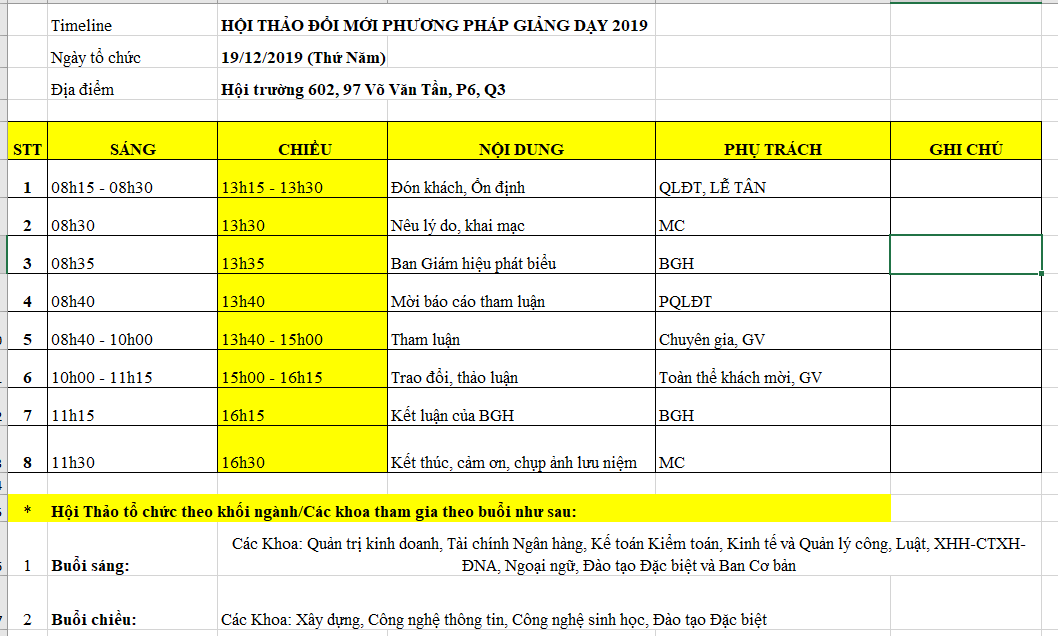 Timeline HỘI THẢO ĐỔI MỚI PHƯƠNG PHÁP GIẢNG DẠY 2019
Ngày tổ chức 19/12/2019 (Thứ Năm)
Địa điểm Hội trường 602, 97 Võ Văn Tần, P6, Q3
STT SÁNG CHIỀU NỘI DUNG PHỤ TRÁCH GHI CHÚ
1 08h15 - 08h30 13h15 - 13h30 Đón khách, Ổn định QLĐT, LỄ TÂN
2 08h30 13h30 Nêu lý do, khai mạc MC
3 08h35 13h35 Ban Giám hiệu phát biểu BGH
4 08h40 13h40 Mời báo cáo tham luận PQLĐT
5 08h40 - 10h00 13h40 - 15h00 Tham luận Chuyên gia, GV
6 10h00 - 11h15 15h00 - 16h15 Trao đổi, thảo luận Toàn thể khách mời, GV
7 11h15 16h15 Kết luận của BGH BGH
8 11h30 16h30 Kết thúc, cảm ơn, chụp ảnh lưu niệm MC
* Hội Thảo tổ chức theo khối ngành/Các khoa tham gia theo buổi như sau:
Các Khoa: Quản trị kinh doanh, Tài chính Ngân hàng, Kế toán Kiểm toán, Kinh tế và Quản lý công, Luật, XHH-CTXH-
1 Buổi sáng: ĐNA, Ngoại ngữ, Đào tạo Đặc biệt và Ban Cơ bản
2 Buổi chiều: Các Khoa: Xây dựng, Công nghệ thông tin, Công nghệ sinh học, Đào tạo Đặc biệt